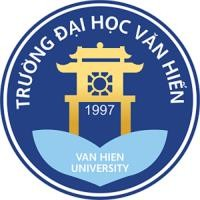 TRƯỜNG ĐẠI HỌC VĂN HIẾN
1997
VAN HIEN
UNIVERSITY